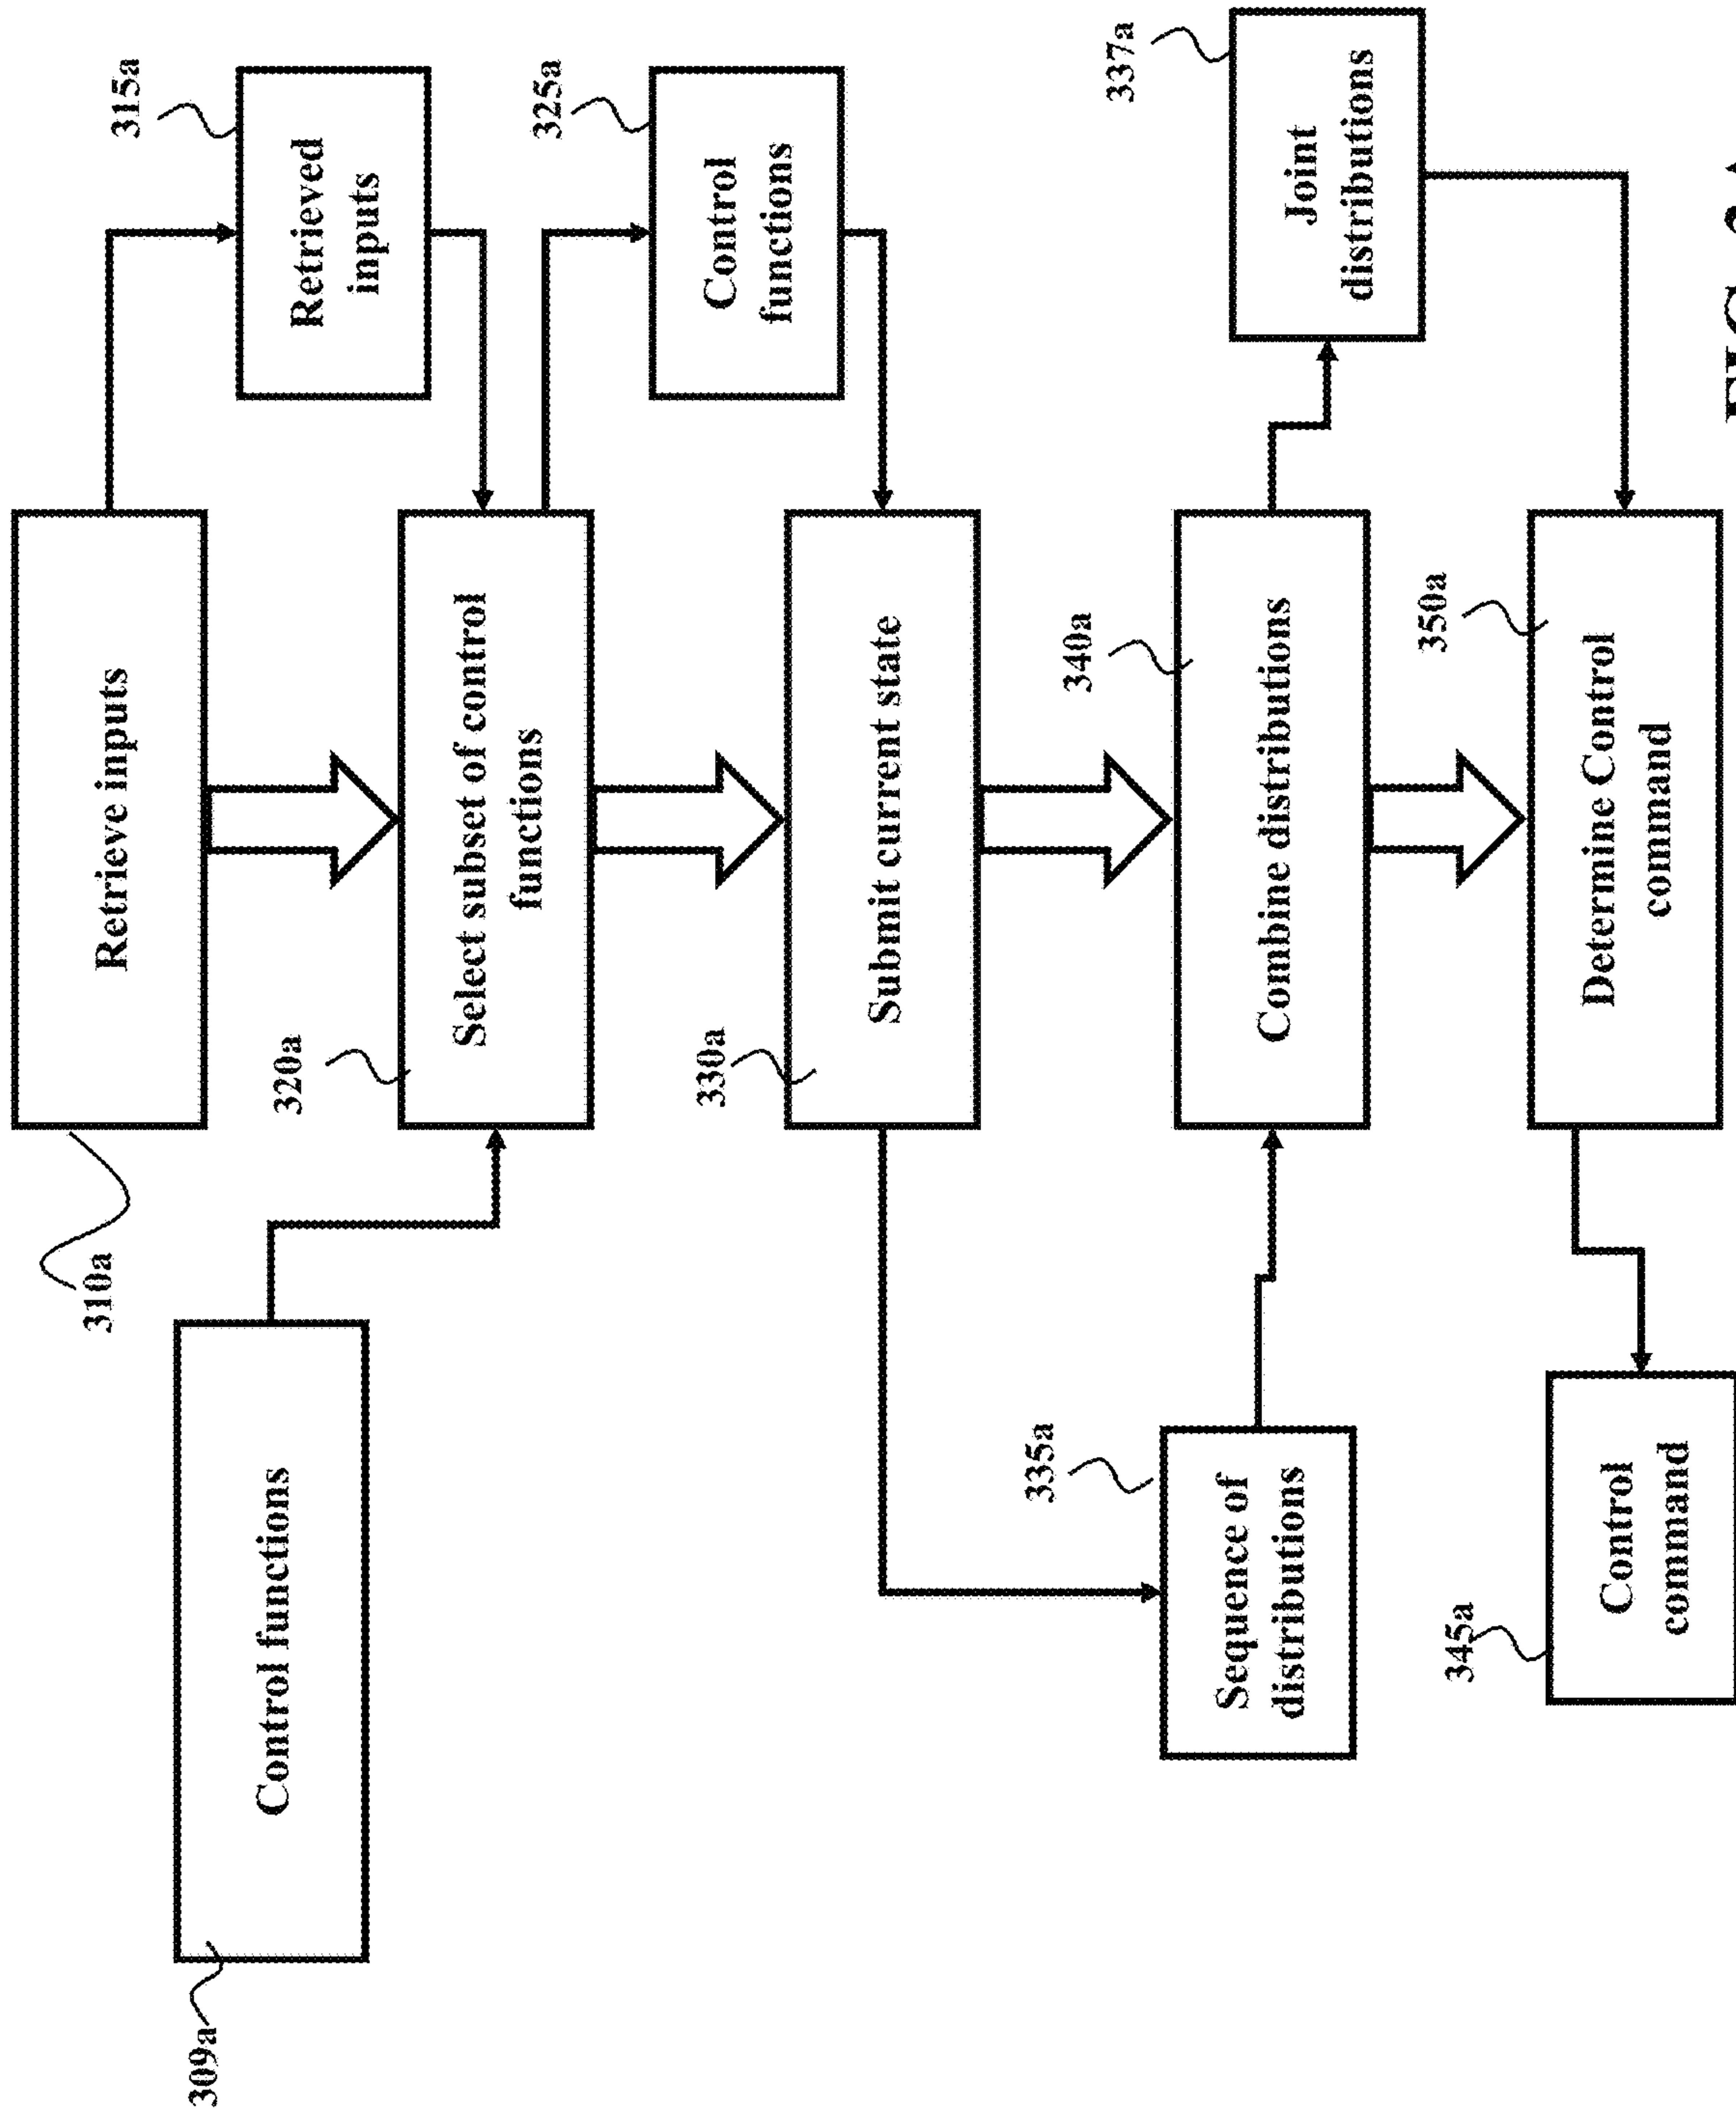 310a
Retrieve inputs
315a
Retrieved
inputs
309a
Control functions
320a
Select subset of control
functions
325a
Control
functions
330a
Submit current state
335a
Sequence of
distributions
340a
Combine distributions
337a
Joint
distributions
345a
Control
command
350a
Determine Control
command
FIG.